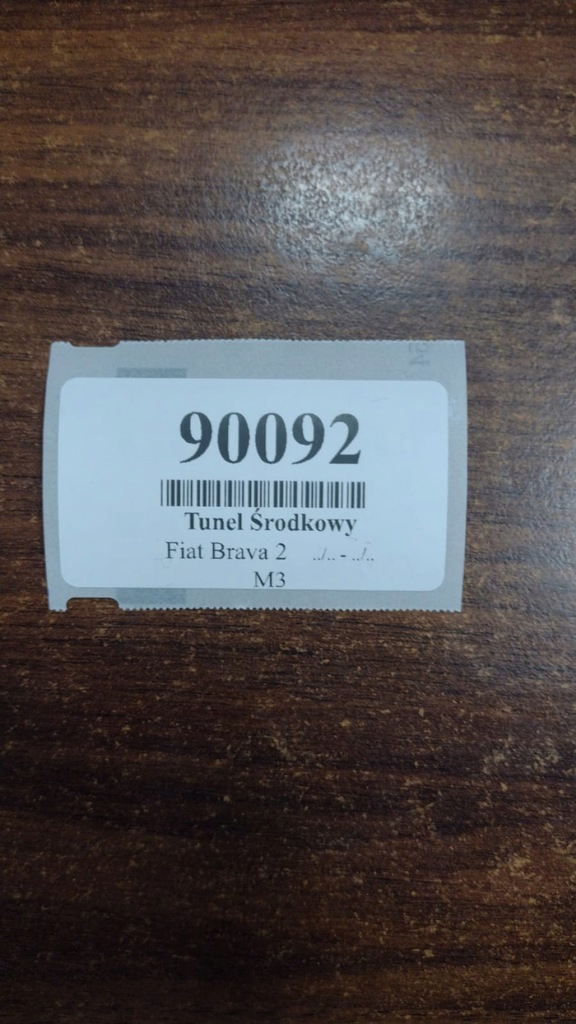 90092
Tunel Środkowy
Fiat Brava 2 ../.. - ../..
M3